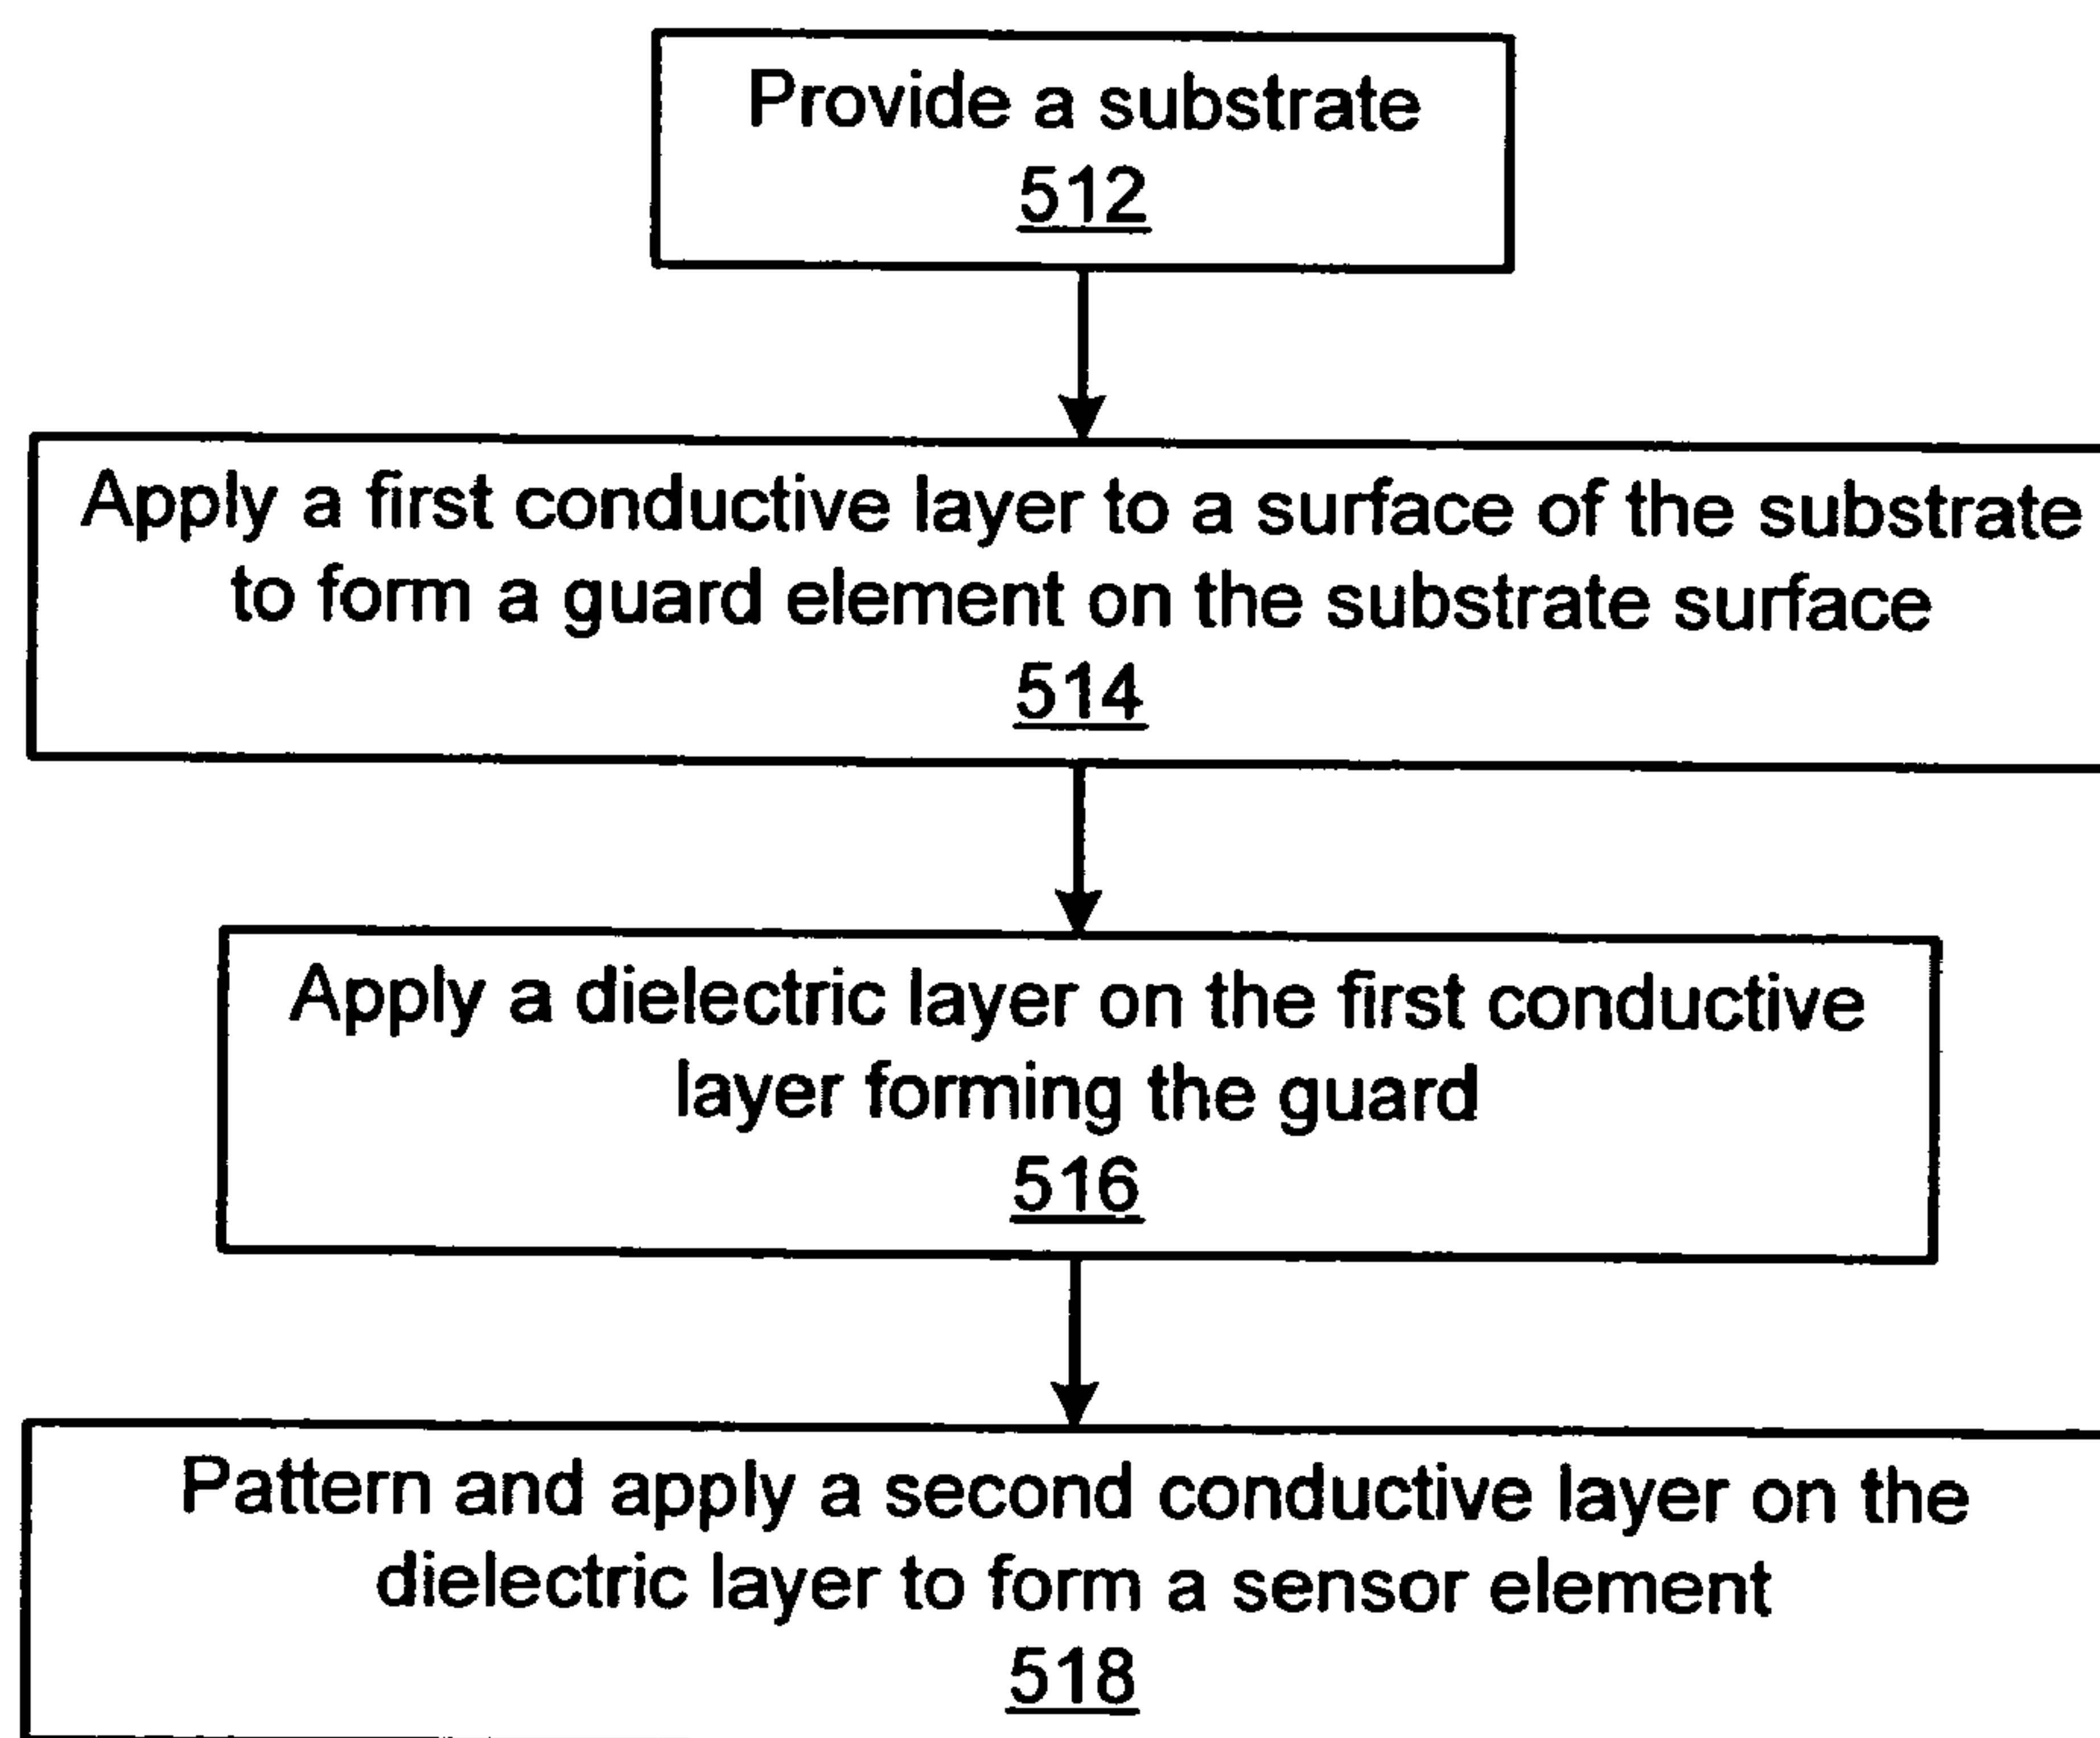 Provide a substrate
512
Apply a first conductive layer to a surface of the substrate
to form a guard element on the substrate surface
514
Apply a dielectric layer on the first conductive
layer forming the guard
516
Pattern and apply a second conductive layer on the
dielectric layer to form a sensor element
518